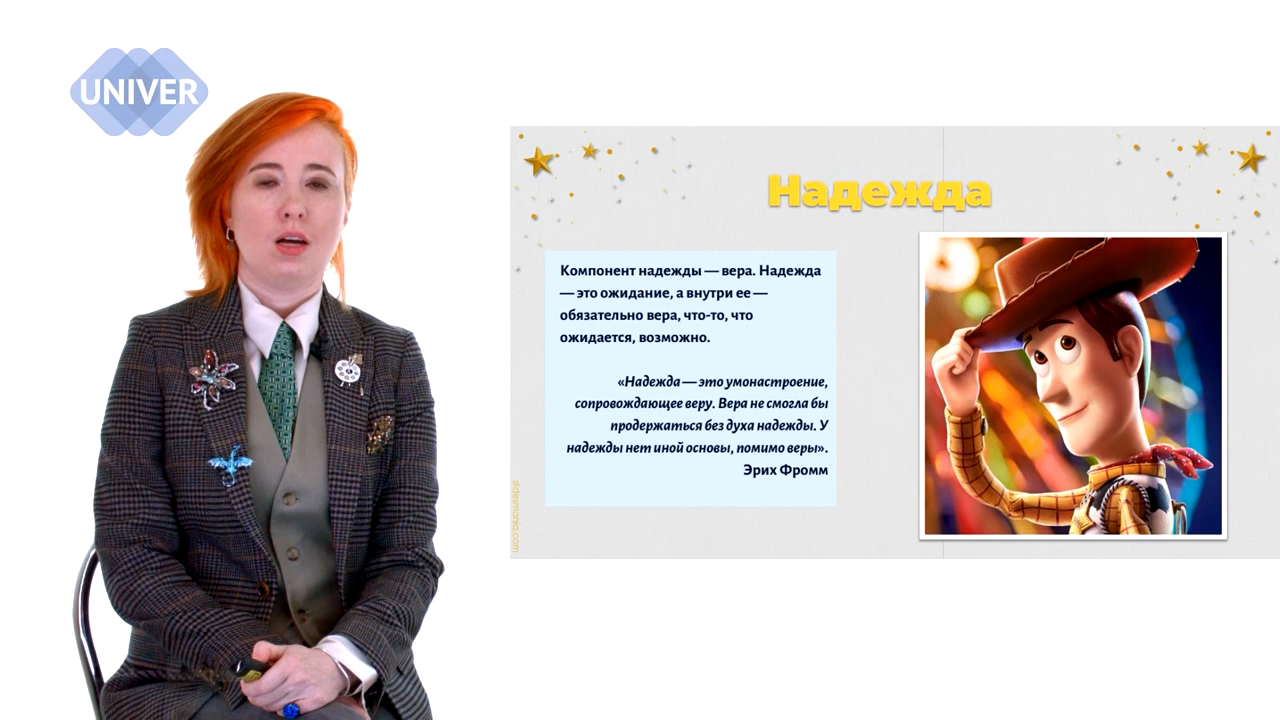 UNIVER
Надежда
Компонент надежды — вера. Надежда
— это ожидание, а внутри ее —
обязательно вера, что-то, что
ожидается, возможно.
«Надежда — это умонастроение,
сопровождающее веру. Вера не смогла бы
продержаться без духа надежды. У
надежды нет иной основы, помимо веры».
Эрих Фромм
slidesmania.com